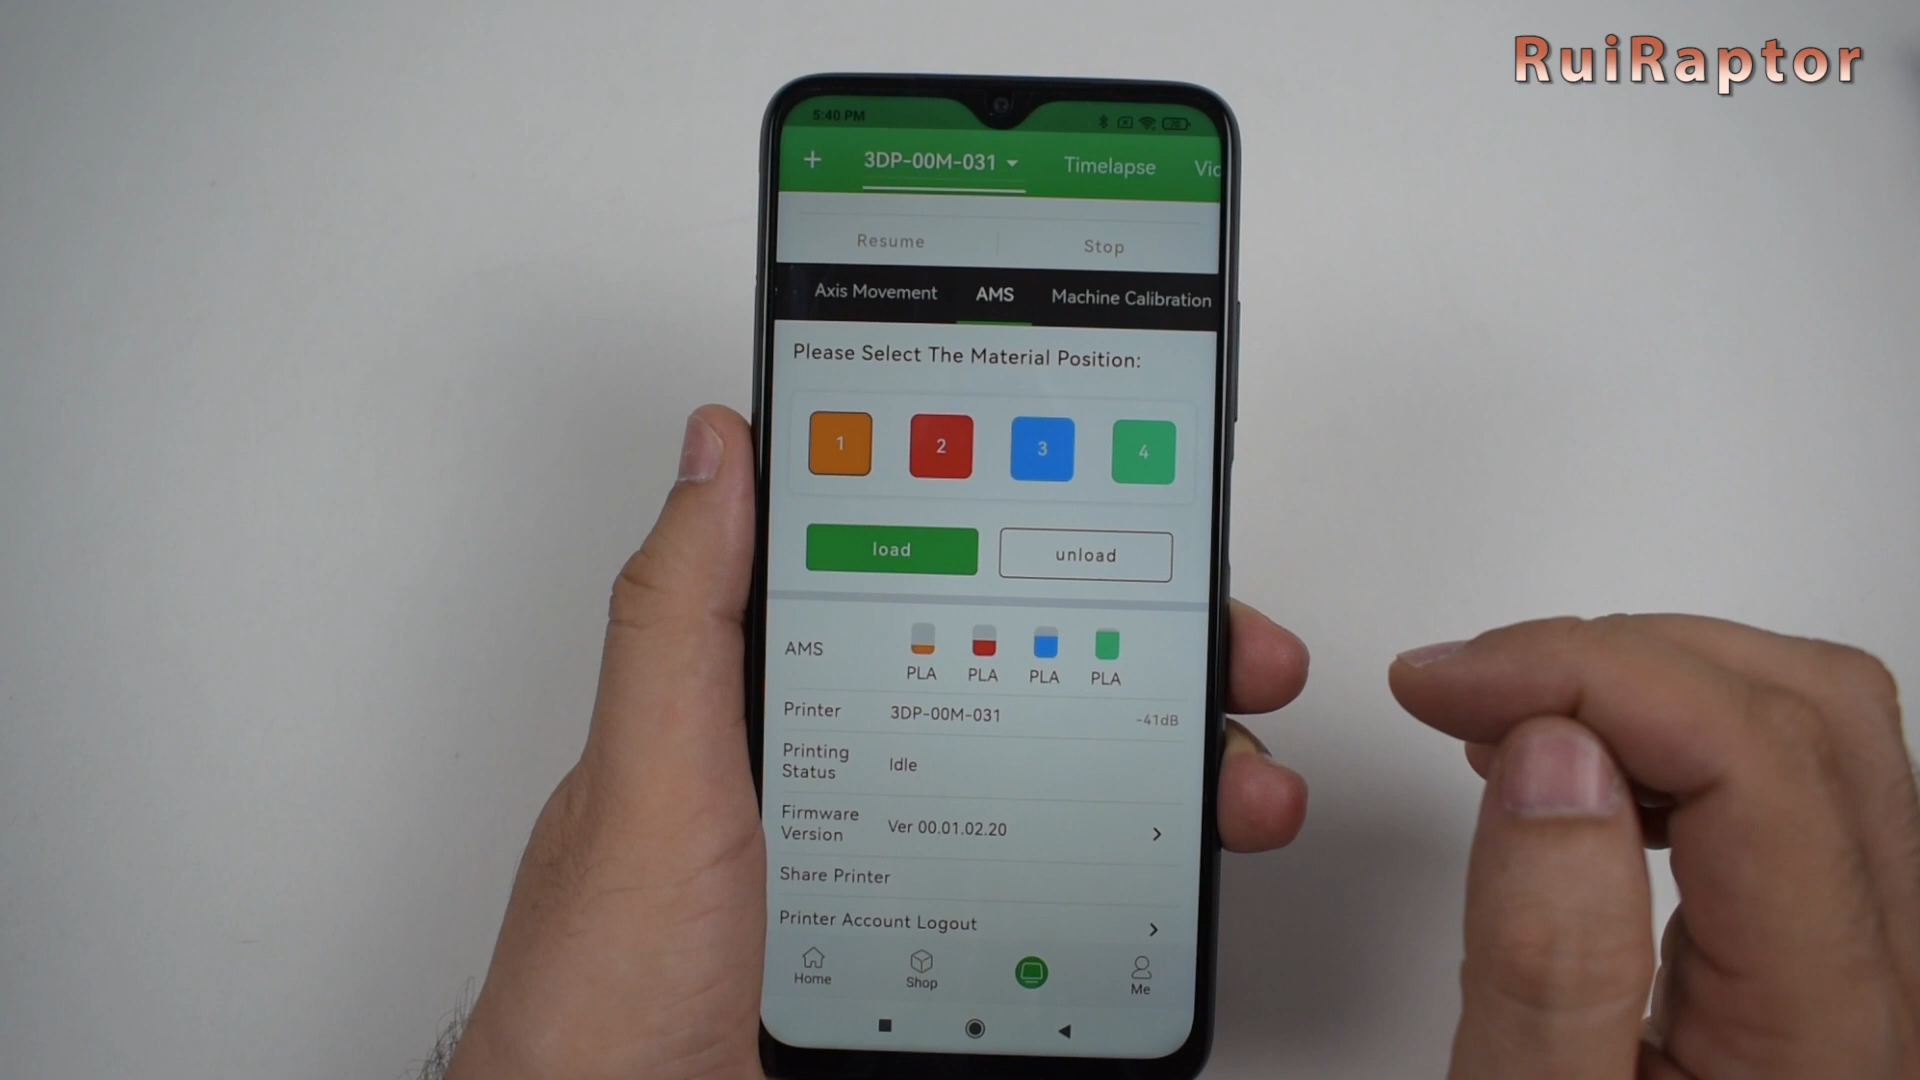 RuiRaptor
5:40 PM
+ 3DP-00M-031 Timelapse Vic
Resume Stop
Axis Movement AMS Machine Calibration
Please Select The Material Position:
1 2 3 4
load unload
AMS
PLA PLA PLA PLA
Printer 3DP-00M-031 -41dB
Printing Status Idle
Firmware Version Ver 00.01.02.20
Share Printer
Printer Account Logout
Home Shop Me